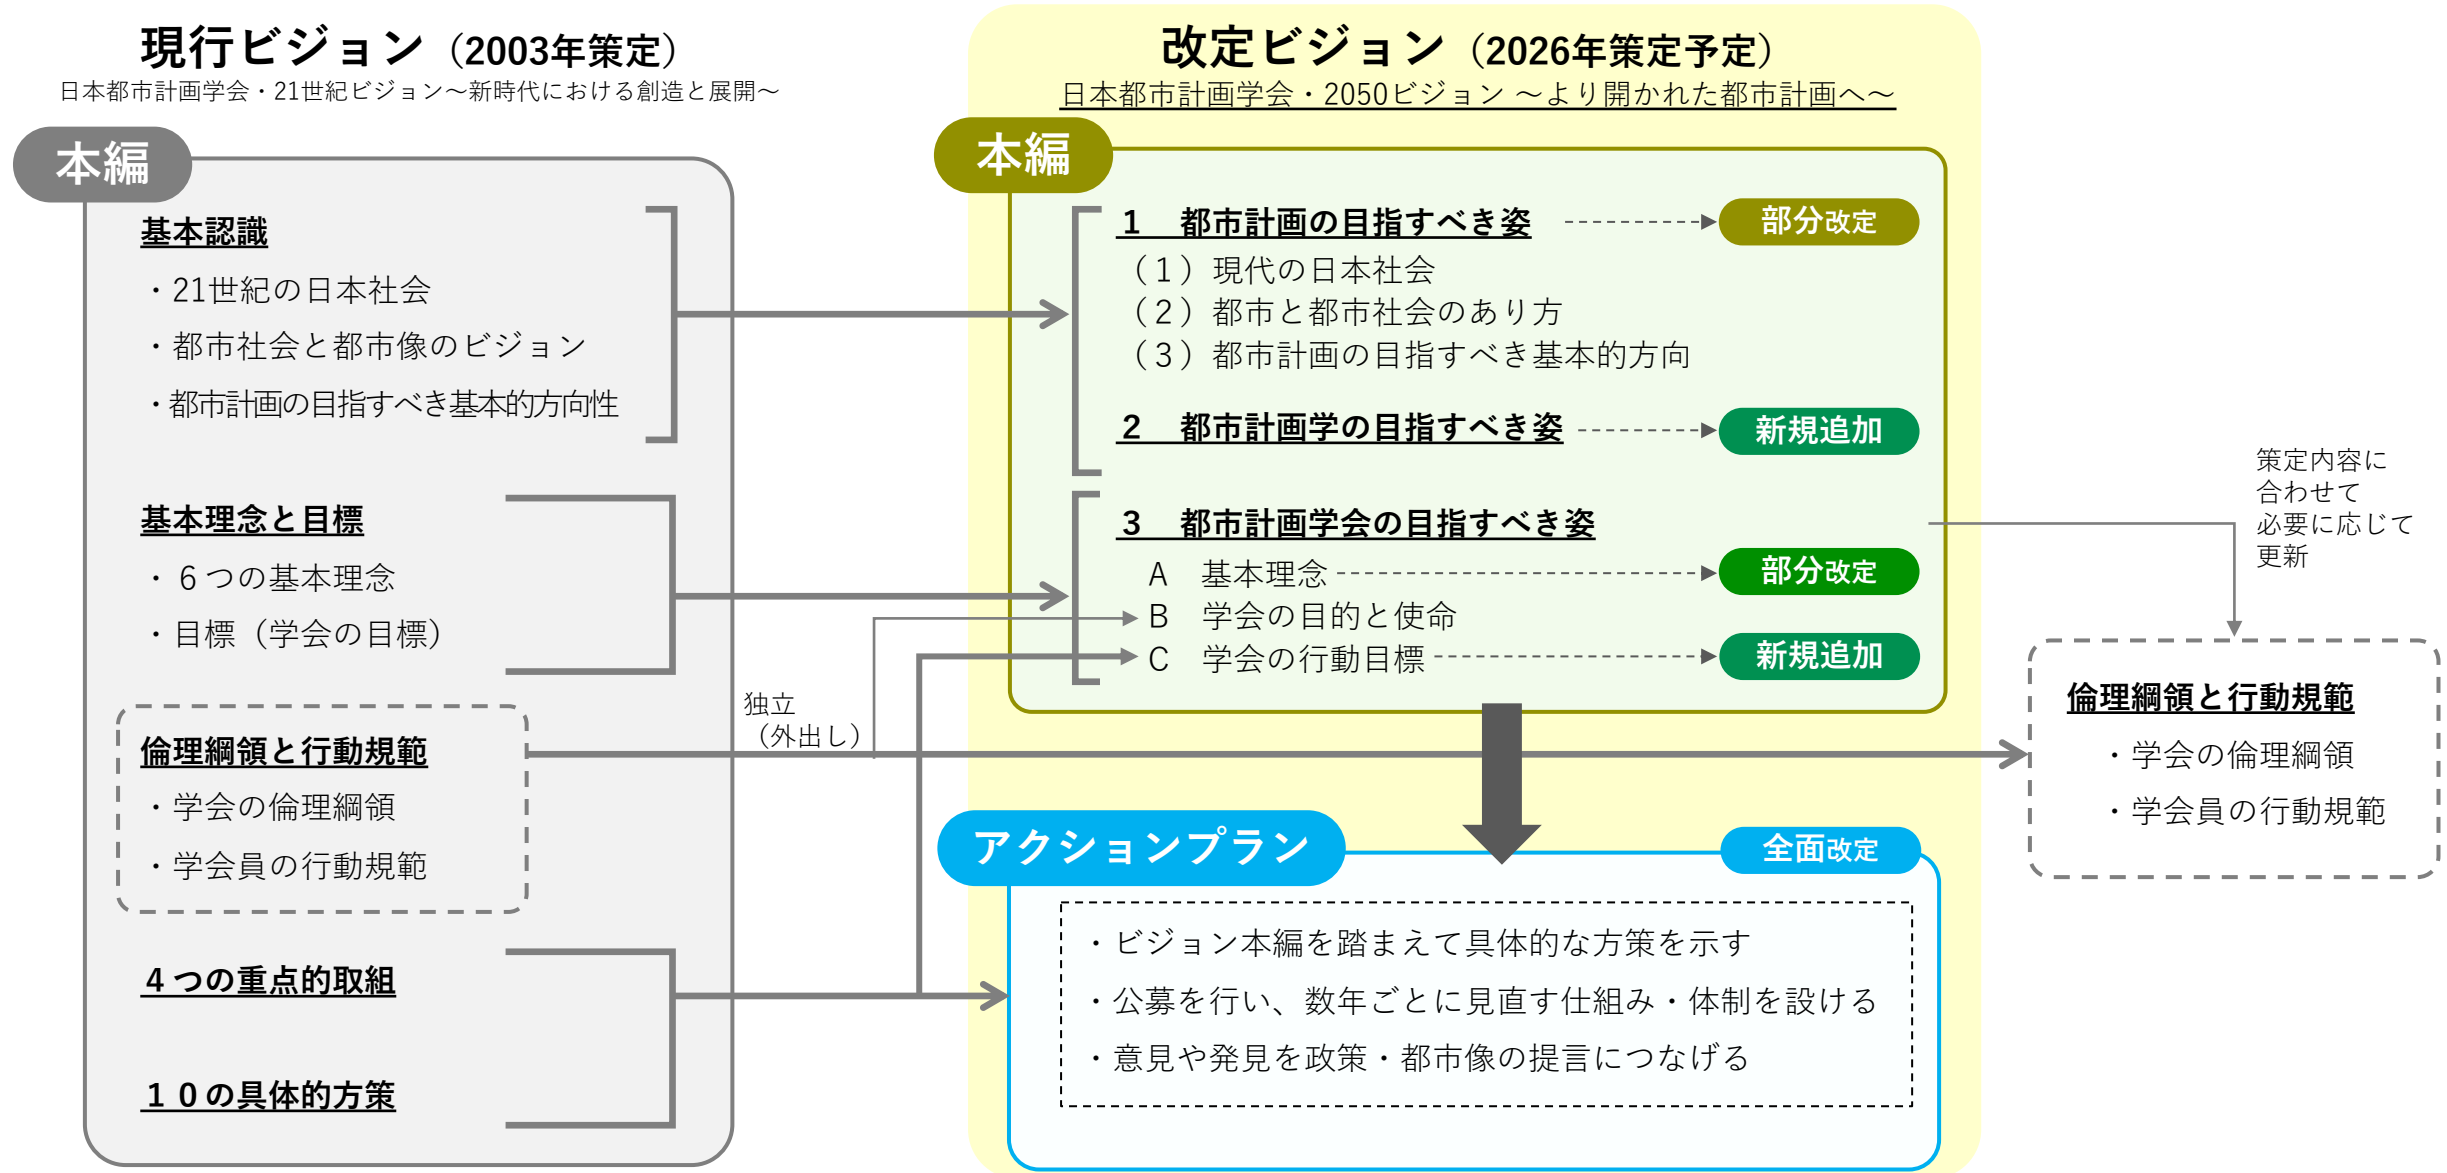 現行ビジョン（2003年策定）
日本都市計画学会・21世紀ビジョン～新時代における創造と展開～
本編
基本認識
・21世紀の日本社会
・都市社会と都市像のビジョン
・都市計画の目指すべき基本的方向性
基本理念と目標
・６つの基本理念
・目標（学会の目標）
倫理綱領と行動規範
・学会の倫理綱領
・学会員の行動規範
４つの重点的取組
１０の具体的方策
独立
（外出し）
改定ビジョン（2026年策定予定）
日本都市計画学会・2050ビジョン ～より開かれた都市計画へ～
本編
１　都市計画の目指すべき姿
部分改定
（１）現代の日本社会
（２）都市と都市社会のあり方
（３）都市計画の目指すべき基本的方向
２　都市計画学の目指すべき姿
新規追加
３　都市計画学会の目指すべき姿
A　基本理念
部分改定
B　学会の目的と使命
C　学会の行動目標
新規追加
アクションプラン
全面改定
・ビジョン本編を踏まえて具体的な方策を示す
・公募を行い、数年ごとに見直す仕組み・体制を設ける
・意見や発見を政策・都市像の提言につなげる
策定内容に
合わせて
必要に応じて
更新
倫理綱領と行動規範
・学会の倫理綱領
・学会員の行動規範